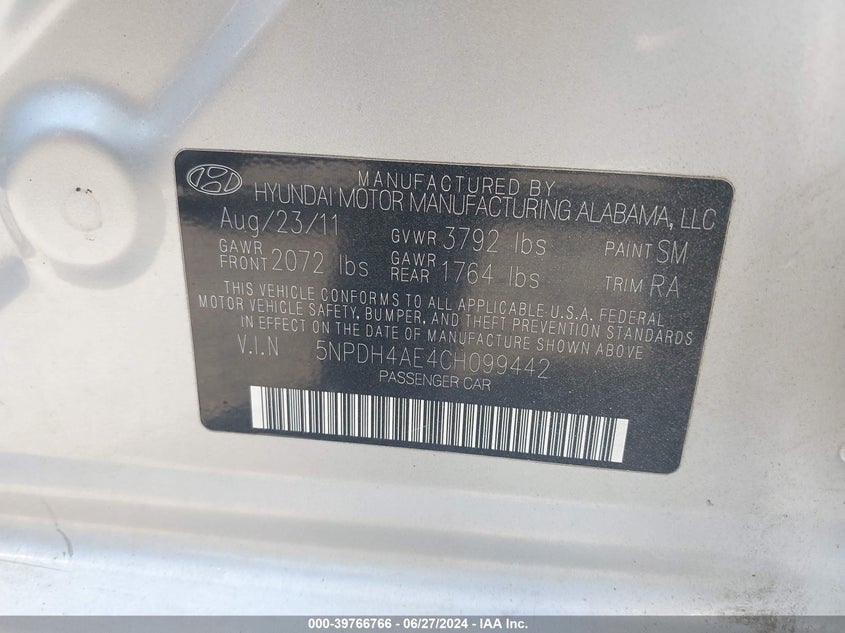 MANUFACTURED BY
HYUNDAI MOTOR MANUFACTURING ALABAMA, LLC
Aug/23/11 GVWR 3792 lbs PAINT SM
GAWR FRONT 2072 lbs GAWR REAR 1764 lbs TRIM RA
THIS VEHICLE CONFORMS TO ALL APPLICABLE U.S.A. FEDERAL
MOTOR VEHICLE SAFETY, BUMPER, AND THEFT PREVENTION STANDARDS
IN EFFECT ON THE DATE OF MANUFACTURE SHOWN ABOVE
V.I.N 5NPDH4AE4CH099442
PASSENGER CAR
000-39766766 - 06/27/2024 - IAA Inc.